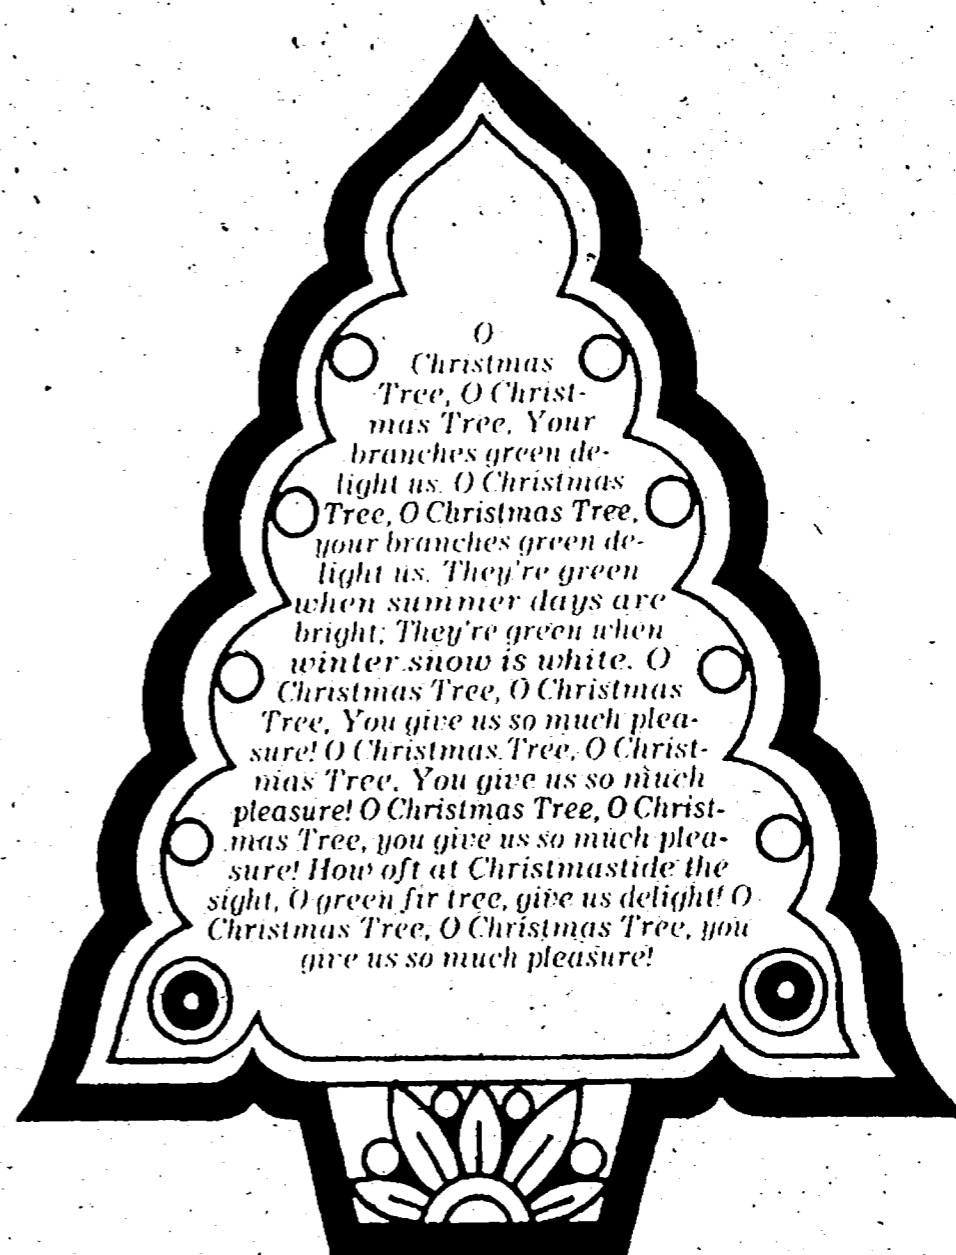 O
Christmas
Tree, O Christ-
mas Tree, Your
branches green de-
light us. O Christmas
Tree, O Christmas Tree,
your branches green de-
light us. They're green
when summer days are
bright; They're green when
winter snow is white. O
Christmas Tree, O Christmas
Tree, You give us so much plea-
sure! O Christmas Tree, O Christ-
mas Tree, You give us so much
pleasure! O Christmas Tree, O Christ-
mas Tree, you give us so much plea-
sure! How oft at Christmastide the
sight, O green fir tree, give us delight! O
Christmas Tree, O Christmas Tree, you
give us so much pleasure!